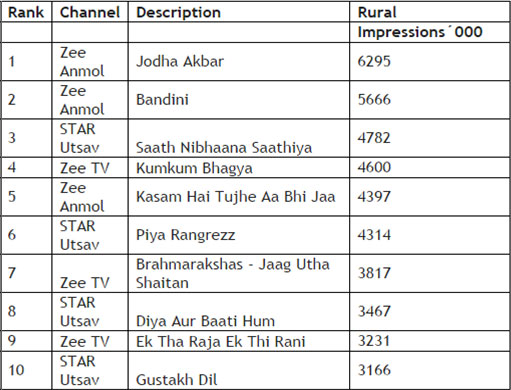 Rank Channel Description Rural
Impressions´000
1 Zee Anmol Jodha Akbar 6295
2 Zee Anmol Bandini 5666
3 STAR Utsav Saath Nibhaana Saathiya 4782
4 Zee TV Kumkum Bhagya 4600
5 Zee Anmol Kasam Hai Tujhe Aa Bhi Jaa 4397
6 STAR Utsav Piya Rangrezz 4314
7 Zee TV Brahmarakshas - Jaag Utha Shaitan 3817
8 STAR Utsav Diya Aur Baati Hum 3467
9 Zee TV Ek Tha Raja Ek Thi Rani 3231
10 STAR Utsav Gustakh Dil 3166